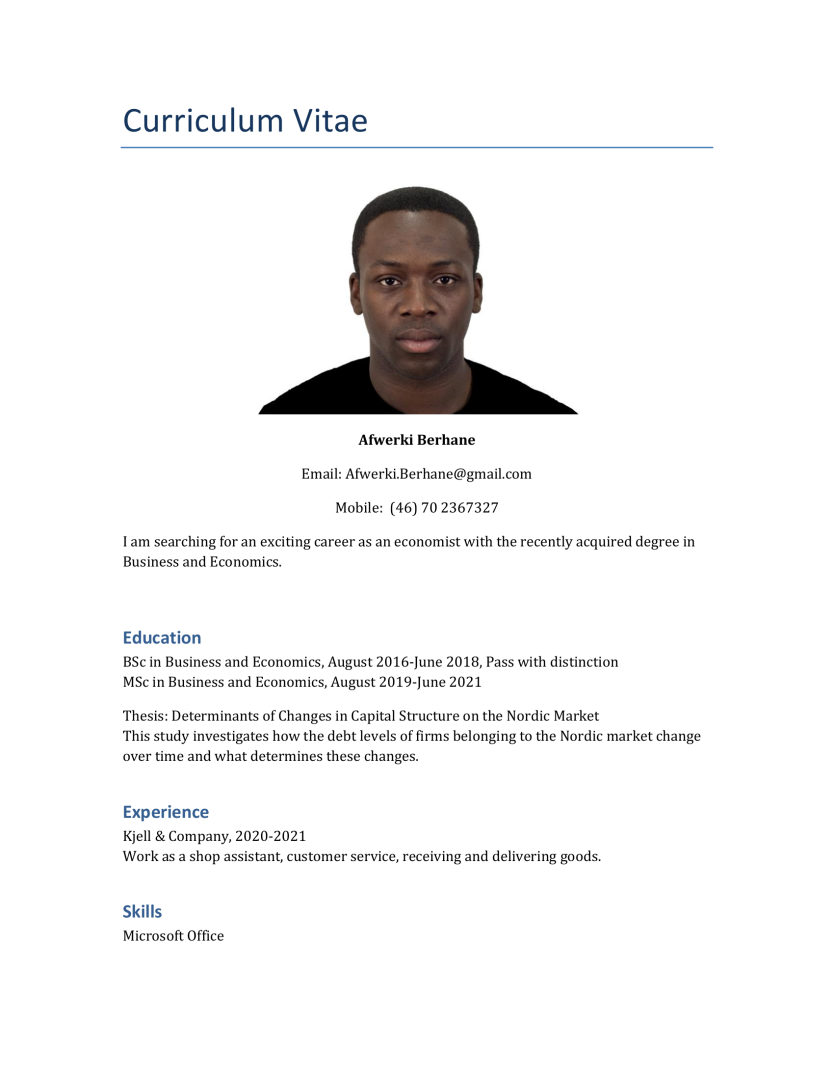 Curriculum Vitae
Afwerki Berhane
Email: Afwerki.Berhane@gmail.com
Mobile:  (46) 70 2367327
I am searching for an exciting career as an economist with the recently acquired degree in
Business and Economics.
Education
BSc in Business and Economics, August 2016-June 2018, Pass with distinction
MSc in Business and Economics, August 2019-June 2021
Thesis: Determinants of Changes in Capital Structure on the Nordic Market
This study investigates how the debt levels of firms belonging to the Nordic market change
over time and what determines these changes.
Experience
Kjell & Company, 2020-2021
Work as a shop assistant, customer service, receiving and delivering goods.
Skills
Microsoft Office